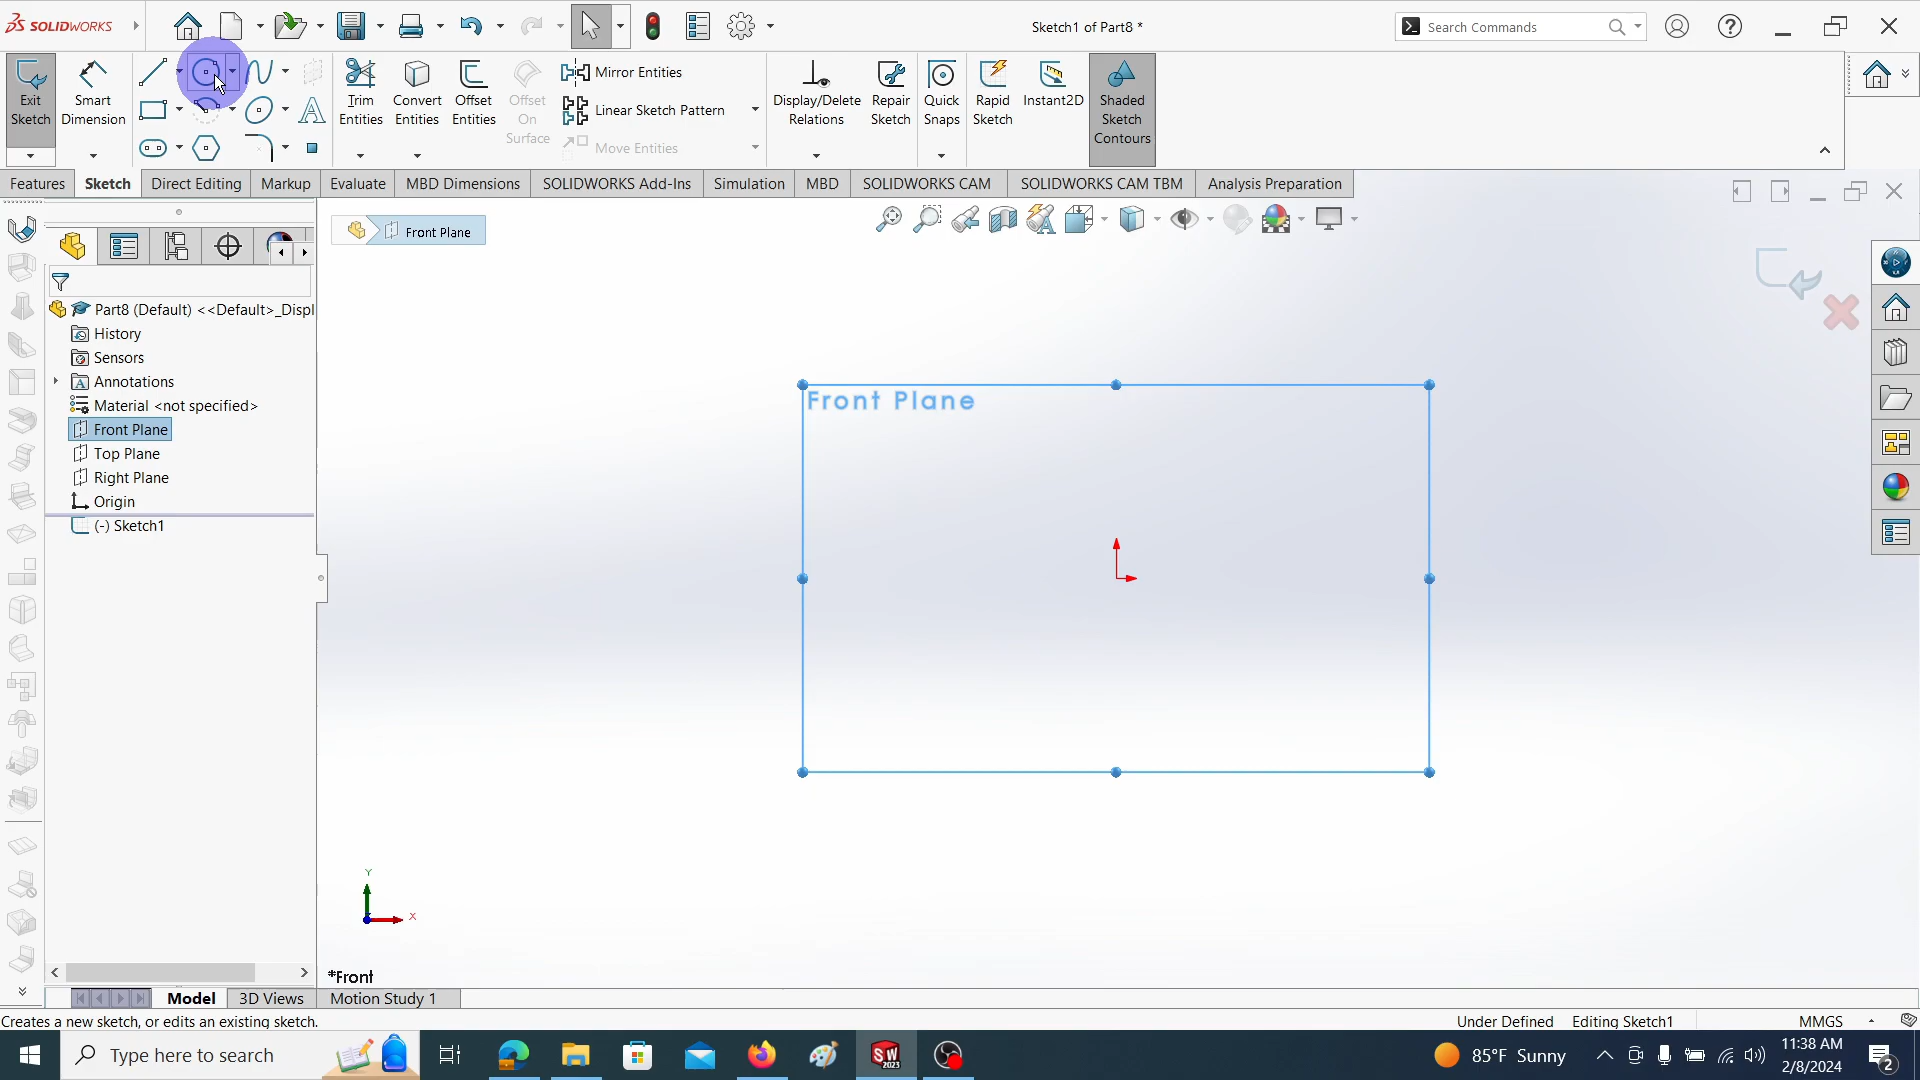 SOLIDWORKS
Sketch1 of Part8 *
Search Commands
Exit Sketch
Smart Dimension
Trim Entities
Convert Entities
Offset Entities
Offset On Surface
Mirror Entities
Linear Sketch Pattern
Move Entities
Display/Delete Relations
Repair Sketch
Quick Snaps
Rapid Sketch
Instant2D
Shaded Sketch Contours
Features
Sketch
Direct Editing
Markup
Evaluate
MBD Dimensions
SOLIDWORKS Add-Ins
Simulation
MBD
SOLIDWORKS CAM
SOLIDWORKS CAM TBM
Analysis Preparation
Front Plane
Part8 (Default) <<Default>_Displ
History
Sensors
Annotations
Material <not specified>
Front Plane
Top Plane
Right Plane
Origin
(-) Sketch1
Front Plane
Y
X
*Front
Model
3D Views
Motion Study 1
Creates a new sketch, or edits an existing sketch.
Under Defined
Editing Sketch1
MMGS
Type here to search
SW
2023
85°F Sunny
11:38 AM
2/8/2024
2